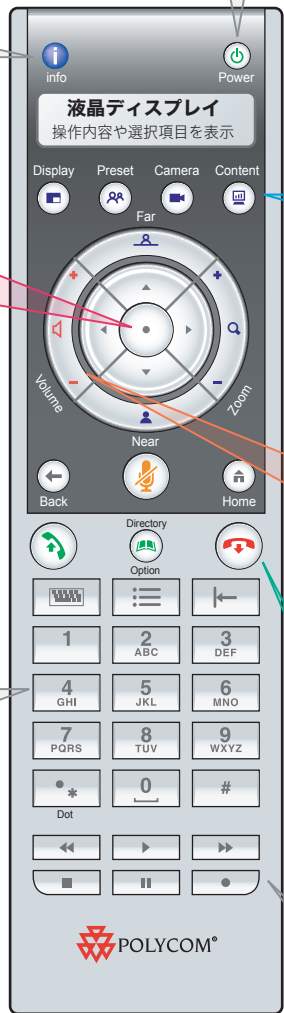 i
info
Power
液晶ディスプレイ
操作内容や選択項目を表示
Display Preset Camera Content
Far
+ +
Volume Zoom
− −
Near
Back Home
Directory
Option
1 2 3
ABC DEF
4 5 6
GHI JKL MNO
7 8 9
PQRS TUV WXYZ
* 0 #
Dot
POLYCOM®